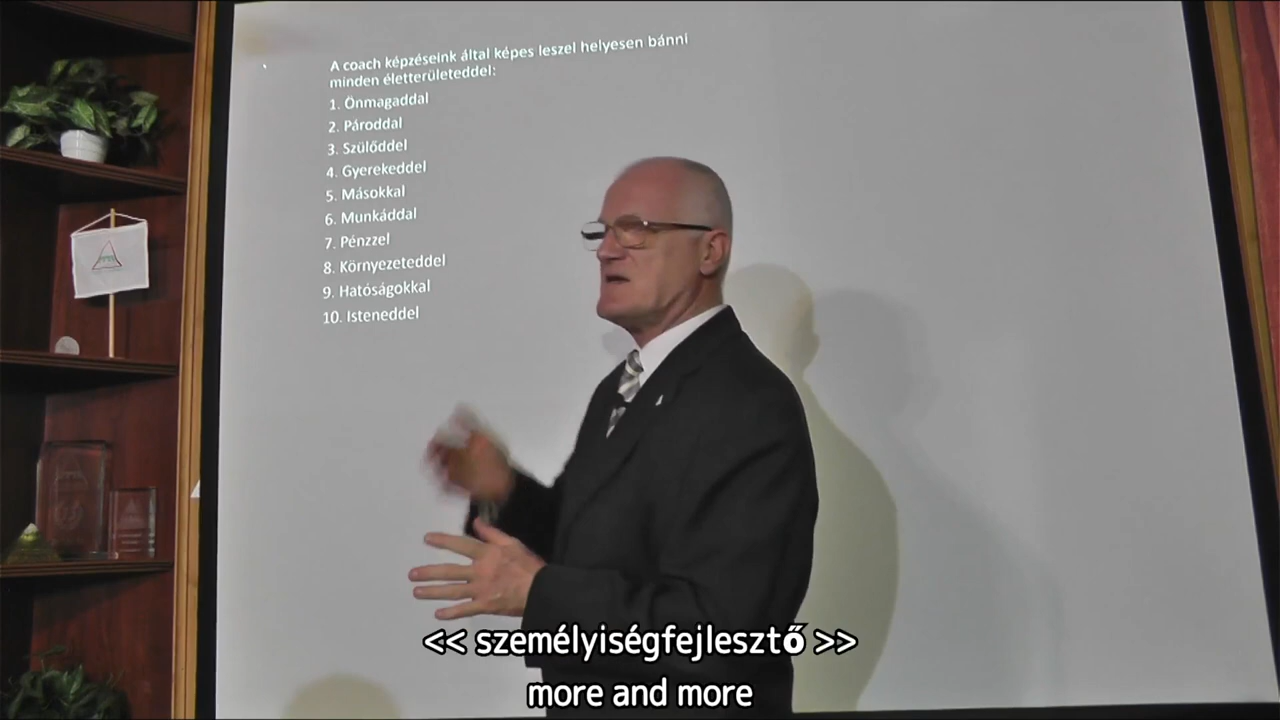 A coach képzéseink által képes leszel helyesen bánni
minden életterületeddel:
1. Önmagaddal
2. Pároddal
3. Szülőddel
4. Gyerekeddel
5. Másokkal
6. Munkáddal
7. Pénzzel
8. Környezeteddel
9. Hatóságokkal
10. Isteneddel
<< személyiségfejlesztő >>
more and more